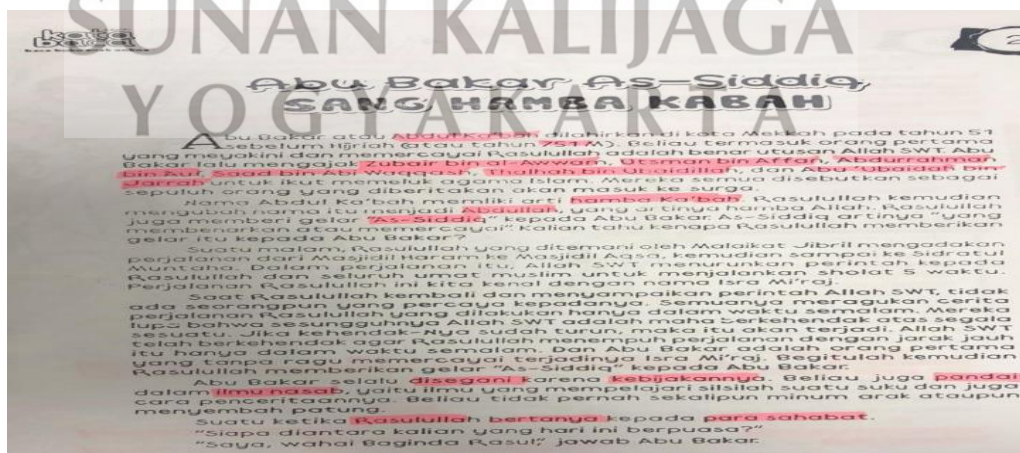 SUNAN KALIJAGA
YOGYAKARTA
kata
baca
2
Abu Bakar As-Siddiq,
SANG HAMBA KABAH
Abu Bakar atau Abdul Ka'bah dilahirkan di kota Mekkah pada tahun 51
sebelum Hijriah (atau tahun 751 M). Beliau termasuk orang pertama
yang meyakini dan memercayai Rasulullah adalah benar utusan Allah SWT. Abu
Bakar lalu mengajak Zubair bin al-Awwar, Utsman bin Affan, Abdurrahmar
bin Auf, Saad bin Abi Waqqash, Thalhah bin Ubaidillah, dan Abu 'Ubaidah bin
Jarrah untuk ikut memeluk agama Islam. Mereka semua disebutkan sebagai
sepuluh orang yang diberitakan akan masuk ke surga.
Nama Abdul Ka'bah memiliki arti hamba Ka'bah. Rasulullah kemudian
mengubah nama itu menjadi Abdullah, yang artinya hamba Allah. Rasulullah
juga memberi gelar "As-Siddiq" kepada Abu Bakar. As-Siddiq artinya "yang
membenarkan atau memercayai". Kalian tahu kenapa Rasulullah memberikan
gelar itu kepada Abu Bakar?
Suatu malam, Rasulullah yang ditemani oleh Malaikat Jibril mengadakan
perjalanan dari Masjidil Haram ke Masjidil Aqsa, kemudian sampai ke Sidratul
Muntaha. Dalam perjalanan itu, Allah SWT menurunkan perintah kepada
Rasulullah dam seluruh umat muslim untuk menjalankan sholat 5 waktu.
Perjalanan Rasulullah ini kita kenal dengan nama Isra Mi'raj.
Saat Rasulullah kembali dan menyampaikan perintah Allah SWT, tidak
ada seorangpun yang percaya kepadanya. Semuanya meragukan cerita
perjalanan Rasulullah yang dilakukan hanya dalam waktu semalam. Mereka
lupa bahwa sesungguhnya Allah SWT adalah maha berkehendak atas segala
sesuatu. Jika kehendak-Nya sudah turun, maka itu akan terjadi. Allah SWT
telah berkehendak agar Rasulullah menempuh perjalanan dengan jarak jauh
itu hanya dalam waktu semalam. Dan Abu Bakar adalah orang pertama
yang tanpa ragu memercayai terjadinya Isra Mi'raj. Begitulah kemudian
Rasulullah memberikan gelar "As-Siddiq" kepada Abu Bakar.
Abu Bakar selalu disegani karena kebijakannya. Beliau juga pandai
dalam ilmu nasab, yaitu ilmu yang mempelajari silsilah suatu suku dan juga
cara pencemarnya. Beliau tidak pernah sekalipun minum arak ataupun
menyembah patung.
Suatu ketika Rasulullah bertanya kepada para sahabat.
"Siapa diantara kalian yang hari ini berpuasa?"
"Saya, wahai Baginda Rasul," jawab Abu Bakar.